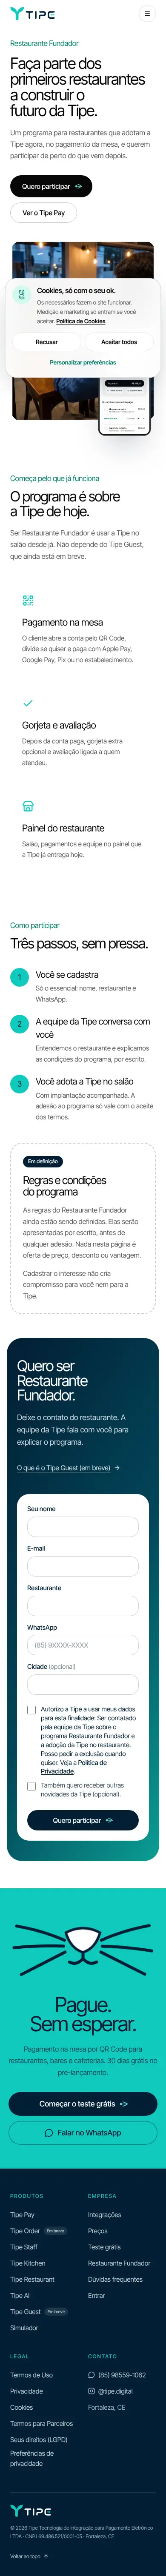 TIPE
Restaurante Fundador
Faça parte dos
primeiros restaurantes
a construir o
futuro da Tipe.
Um programa para restaurantes que adotam a
Tipe agora, no pagamento da mesa, e querem
participar de perto do que vem depois.
Quero participar
Ver o Tipe Pay
Cookies, só com o seu ok.
Os necessários fazem o site funcionar.
Medição e marketing só entram se você
aceitar. Política de Cookies
Recusar
Aceitar todos
Personalizar preferências
Começa pelo que já funciona
O programa é sobre
a Tipe de hoje.
Ser Restaurante Fundador é usar a Tipe no
salão desde já. Não depende do Tipe Guest,
que ainda está em breve.
Pagamento na mesa
O cliente abre a conta pelo QR Code,
divide se quiser e paga com Apple Pay,
Google Pay, Pix ou no estabelecimento.
Gorjeta e avaliação
Depois da conta paga, gorjeta extra
opcional e avaliação ligada a quem
atendeu.
Painel do restaurante
Salão, pagamentos e equipe no painel que
a Tipe já entrega hoje.
Como participar
Três passos, sem pressa.
1
Você se cadastra
Só o essencial: nome, restaurante e
WhatsApp.
2
A equipe da Tipe conversa com
você
Entendemos o restaurante e explicamos
as condições do programa, por escrito.
3
Você adota a Tipe no salão
Com implantação acompanhada. A
adesão ao programa só vale com o aceite
dos termos.
Em definição
Regras e condições
do programa
As regras do Restaurante Fundador
ainda estão sendo definidas. Elas serão
apresentadas por escrito, antes de
qualquer adesão. Nada nesta página é
oferta de preço, desconto ou vantagem.
Cadastrar o interesse não cria
compromisso para você nem para a
Tipe.
Quero ser
Restaurante
Fundador.
Deixe o contato do restaurante. A
equipe da Tipe fala com você para
explicar o programa.
O que é o Tipe Guest (em breve)
Seu nome
E-mail
Restaurante
WhatsApp
(85) 9XXXX-XXXX
Cidade (opcional)
Autorizo a Tipe a usar meus dados
para esta finalidade: Ser contatado
pela equipe da Tipe sobre o
programa Restaurante Fundador e
a adoção da Tipe no restaurante.
Posso pedir a exclusão quando
quiser. Veja a Política de
Privacidade.
Também quero receber outras
novidades da Tipe (opcional).
Quero participar
Pague.
Sem esperar.
Pagamento na mesa por QR Code para
restaurantes, bares e cafeterias. 30 dias grátis no
pré-lançamento.
Começar o teste grátis
Falar no WhatsApp
PRODUTOS
Tipe Pay
Tipe Order Em breve
Tipe Staff
Tipe Kitchen
Tipe Restaurant
Tipe AI
Tipe Guest Em breve
Simulador
EMPRESA
Integrações
Preços
Teste grátis
Restaurante Fundador
Dúvidas frequentes
Entrar
LEGAL
Termos de Uso
Privacidade
Cookies
Termos para Parceiros
Seus direitos (LGPD)
Preferências de
privacidade
CONTATO
(85) 98559-1062
@tipe.digital
Fortaleza, CE
TIPE
© 2026 Tipe Tecnologia de Integração para Pagamento Eletrônico
LTDA · CNPJ 69.486.521/0001-05 · Fortaleza, CE
Voltar ao topo